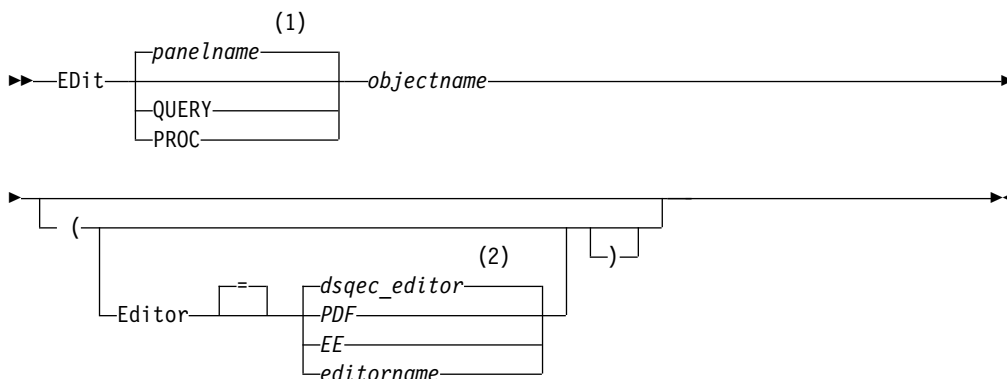 (1)
panelname
EDit objectname
QUERY
PROC
(
)
(2)
= dsqec_editor
Editor PDF
EE
editorname